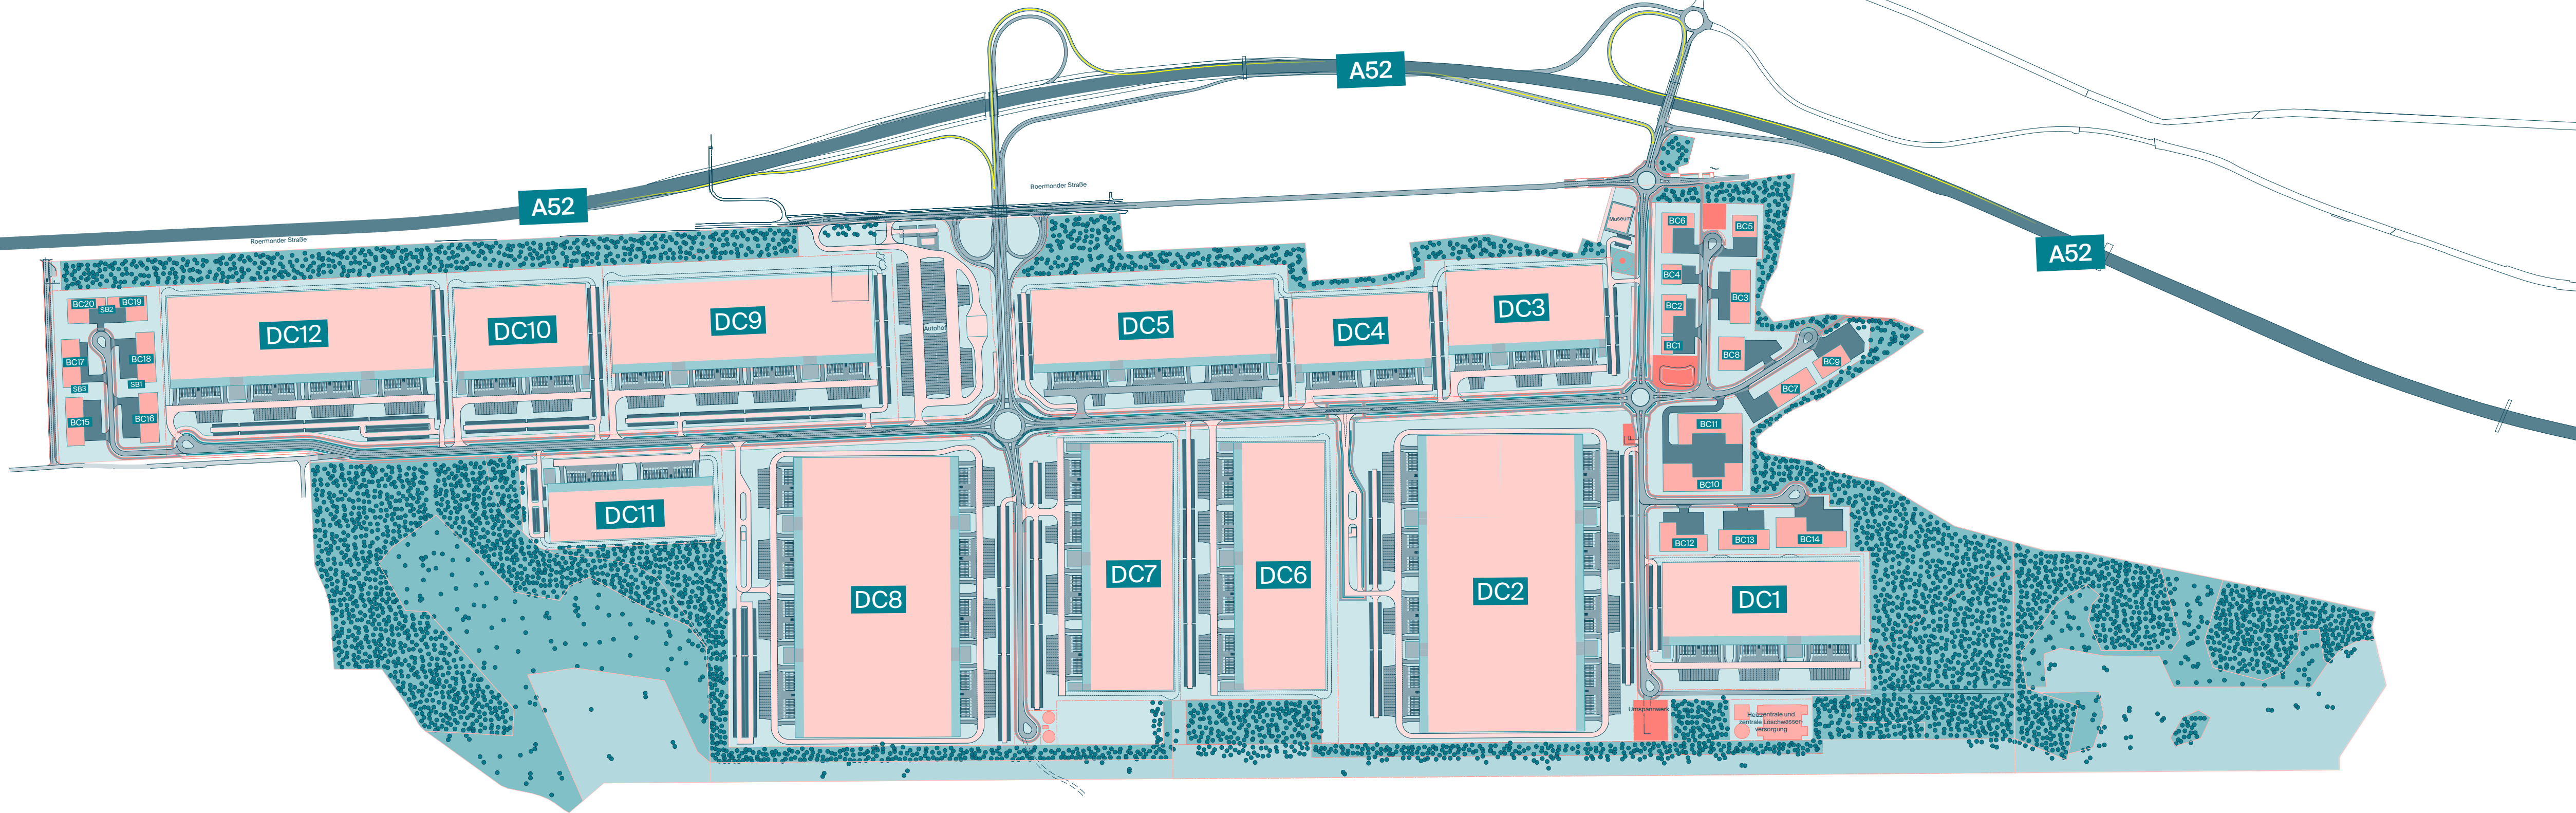 A52
A52
A52
Roermonder Straße
Roermonder Straße
Museum
BC6
BC5
BC4
BC3
BC2
BC1
BC8
BC9
BC7
BC20
BC19
SB2
BC17
BC18
SB3
SB1
BC15
BC16
DC12
DC10
DC9
Autohof
DC5
DC4
DC3
BC11
BC10
BC12
BC13
BC14
DC11
DC8
DC7
DC6
DC2
DC1
Umspannwerk
Heizzentrale und
zentrale Löschwasser-
versorgung